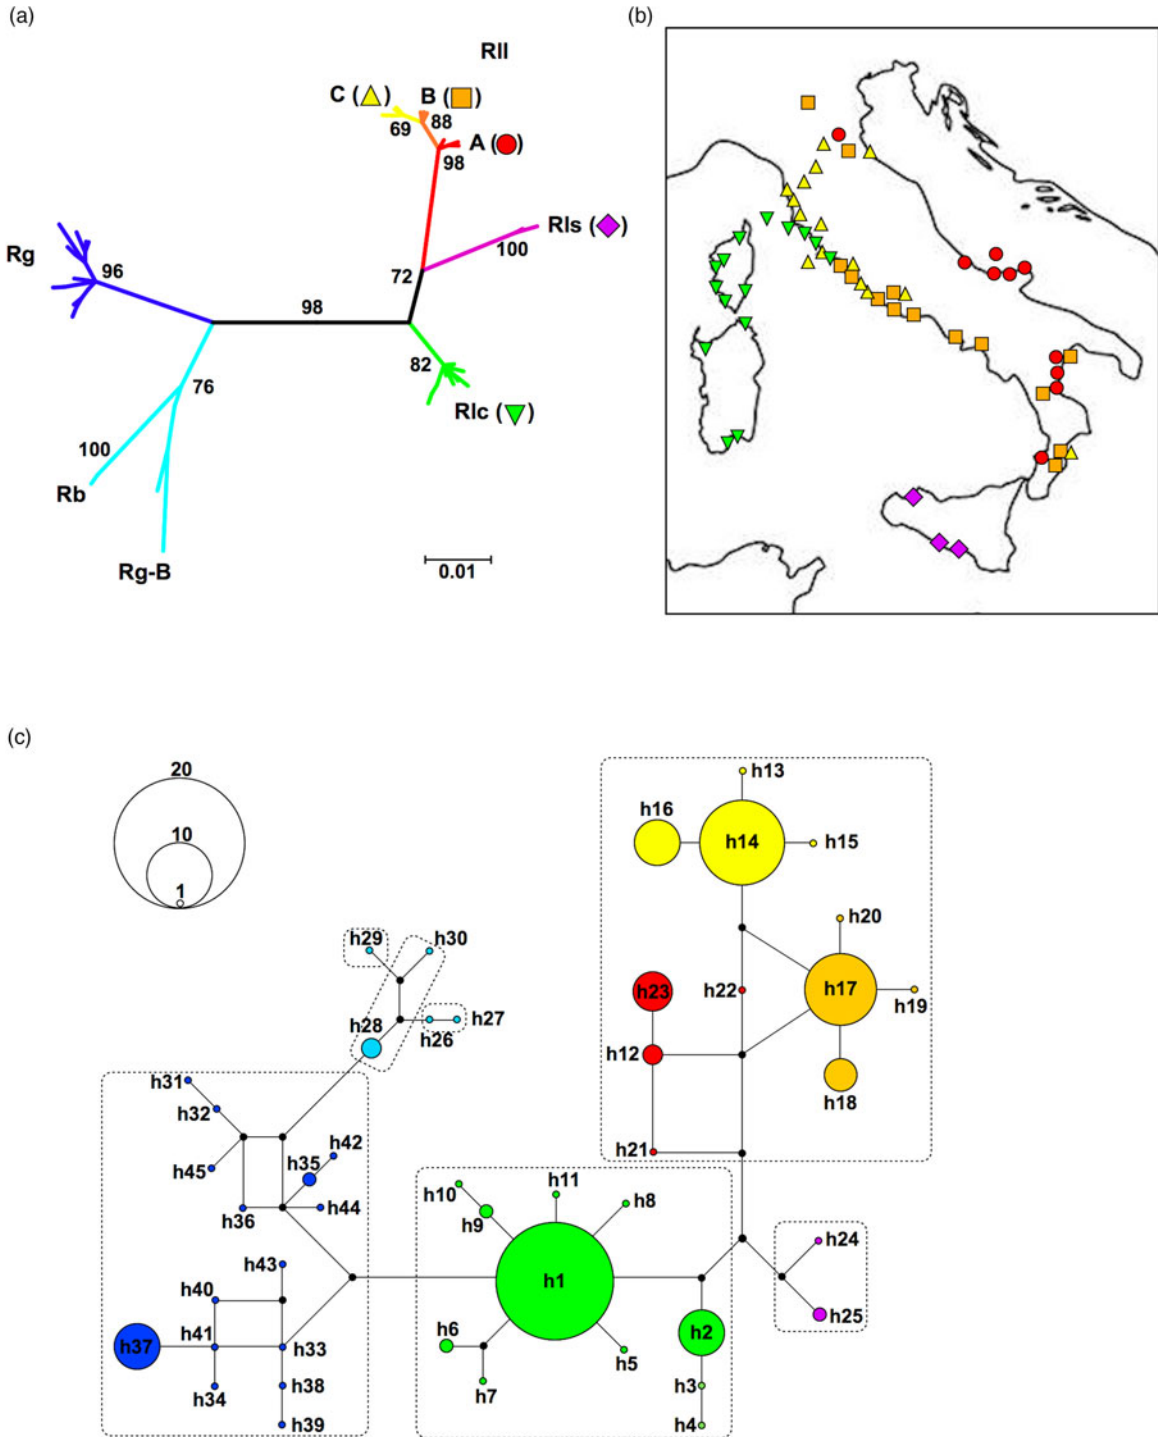 (a)
(b)
RII
C (
B (
)
)
69
88
A (
)
98
Rg
96
RIs (
)
100
72
98
82
76
RIc (
)
100
Rb
Rg-B
0.01
(c)
20
10
1
h13
h16
h14
h15
h20
h29
h30
h23
h22
h17
h19
h28
h26
h27
h12
h18
h31
h32
h42
h35
h45
h21
h44
h36
h10
h11
h8
h9
h24
h43
h1
h40
h25
h41
h37
h33
h6
h2
h5
h34
h38
h7
h3
h39
h4